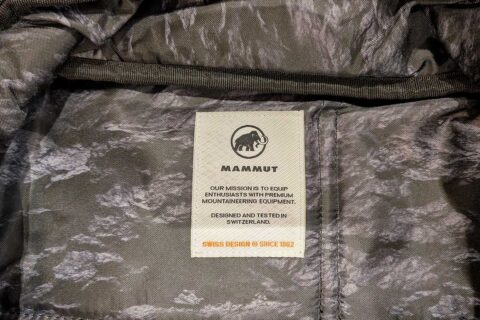 MAMMUT
OUR MISSION IS TO EQUIP
ENTHUSIASTS WITH PREMIUM
MOUNTAINEERING EQUIPMENT.
DESIGNED AND TESTED IN
SWITZERLAND.
SWISS DESIGN SINCE 1862